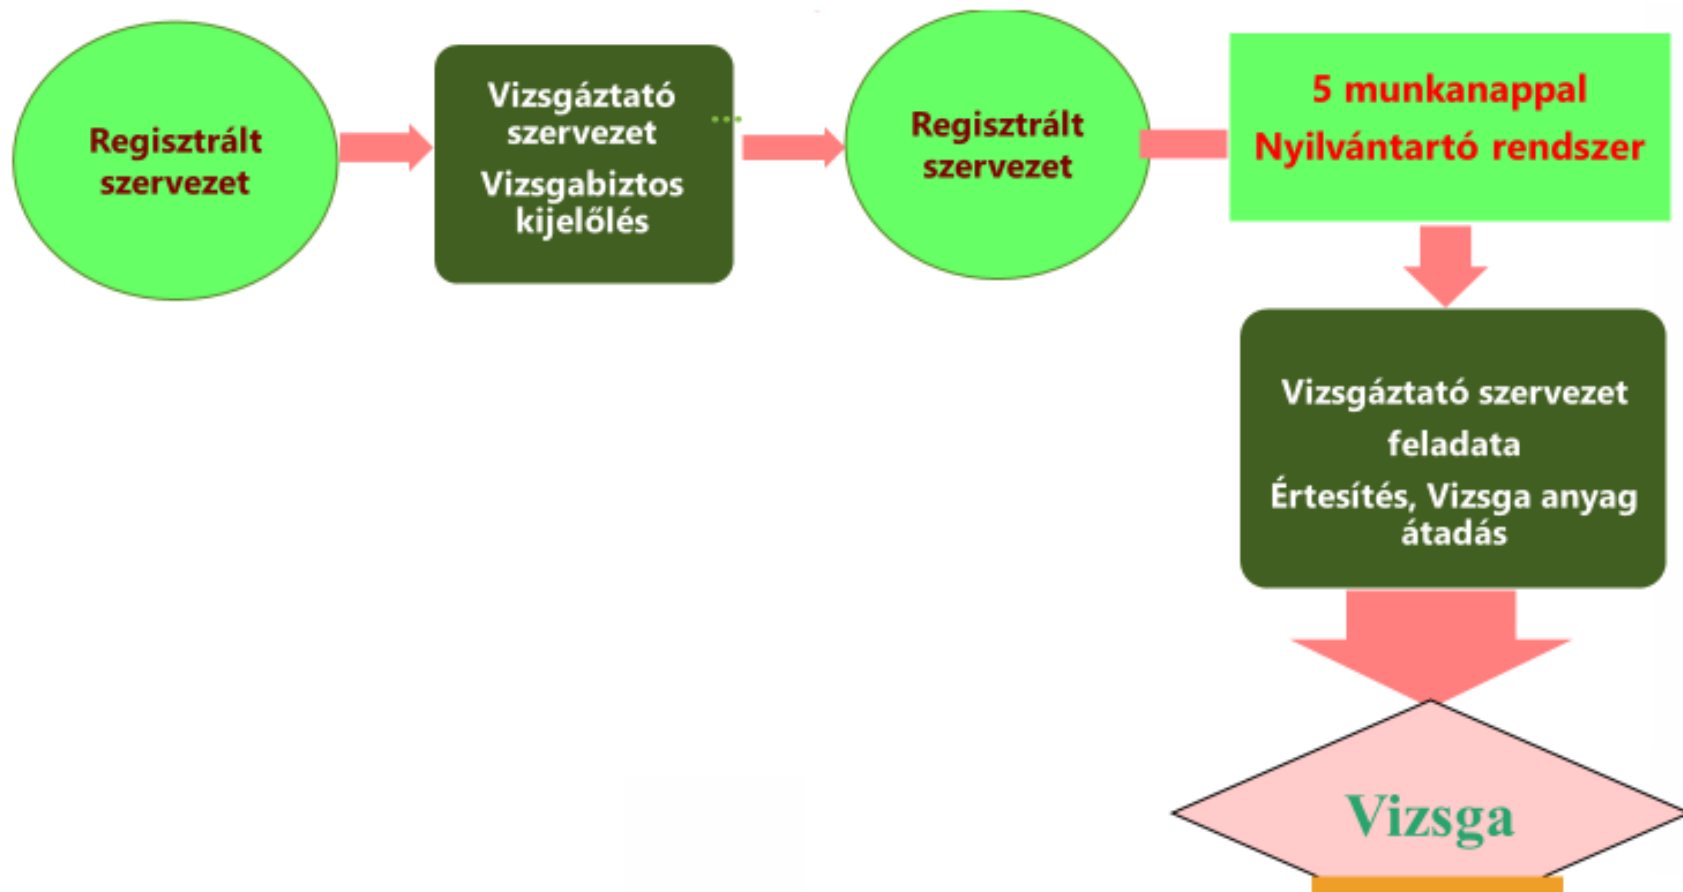 Regisztrált
szervezet
Vizsgáztató
szervezet
Vizsgabiztos
kijelőlés
Regisztrált
szervezet
5 munkanappal
Nyilvántartó rendszer
Vizsgáztató szervezet
feladata
Értesítés, Vizsga anyag
átadás
Vizsga